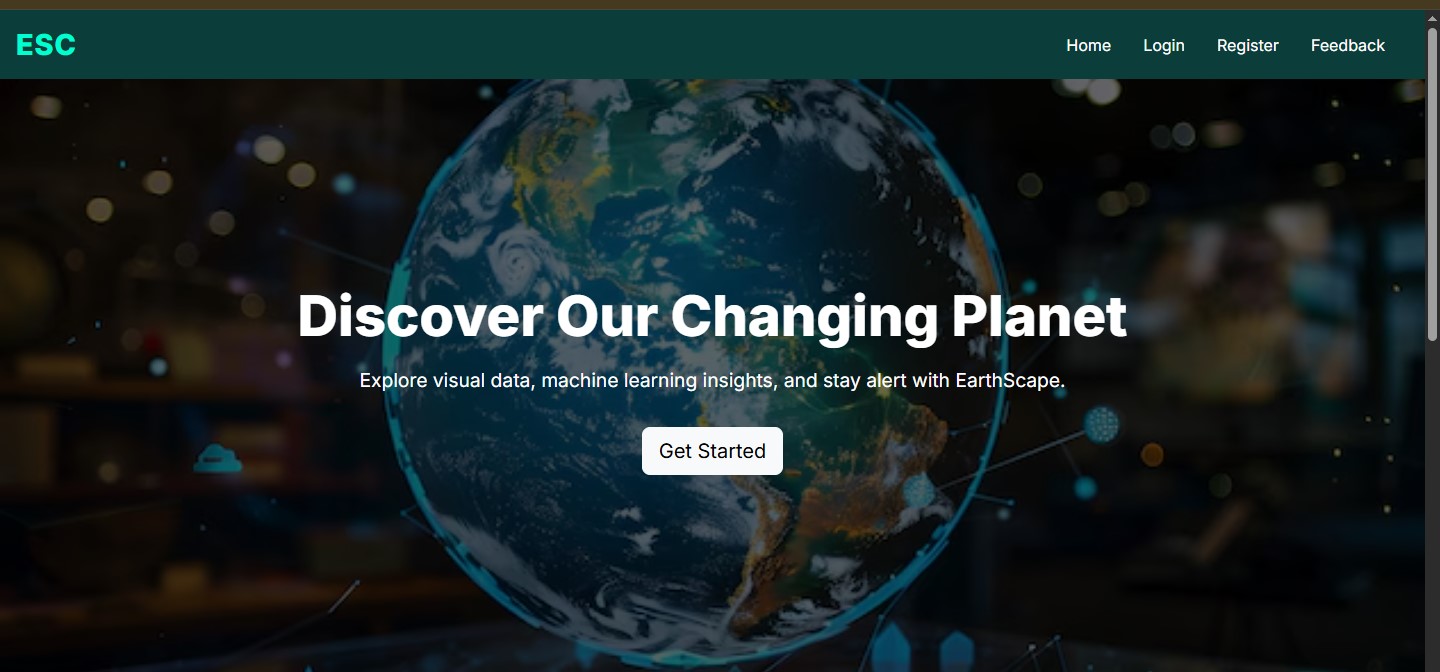 ESC
Home
Login
Register
Feedback
Discover Our Changing Planet
Explore visual data, machine learning insights, and stay alert with EarthScape.
Get Started